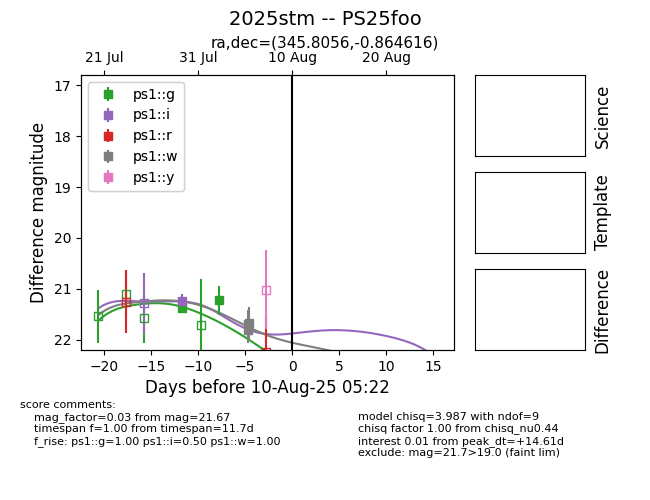 2025stm -- PS25foo
ra,dec=(345.8056,-0.864616)
21 Jul 31 Jul 10 Aug 20 Aug
17
18
19
20
21
22
Difference magnitude
ps1::g
ps1::i
ps1::r
ps1::w
ps1::y
−20 −15 −10 −5 0 5 10 15
Days before 10-Aug-25 05:22
Science
Template
Difference
score comments:
mag_factor=0.03 from mag=21.67
timespan f=1.00 from timespan=11.7d
f_rise: ps1::g=1.00 ps1::i=0.50 ps1::w=1.00
model chisq=3.987 with ndof=9
chisq factor 1.00 from chisq_nu0.44
interest 0.01 from peak_dt=+14.61d
exclude: mag=21.7>19.0 (faint lim)